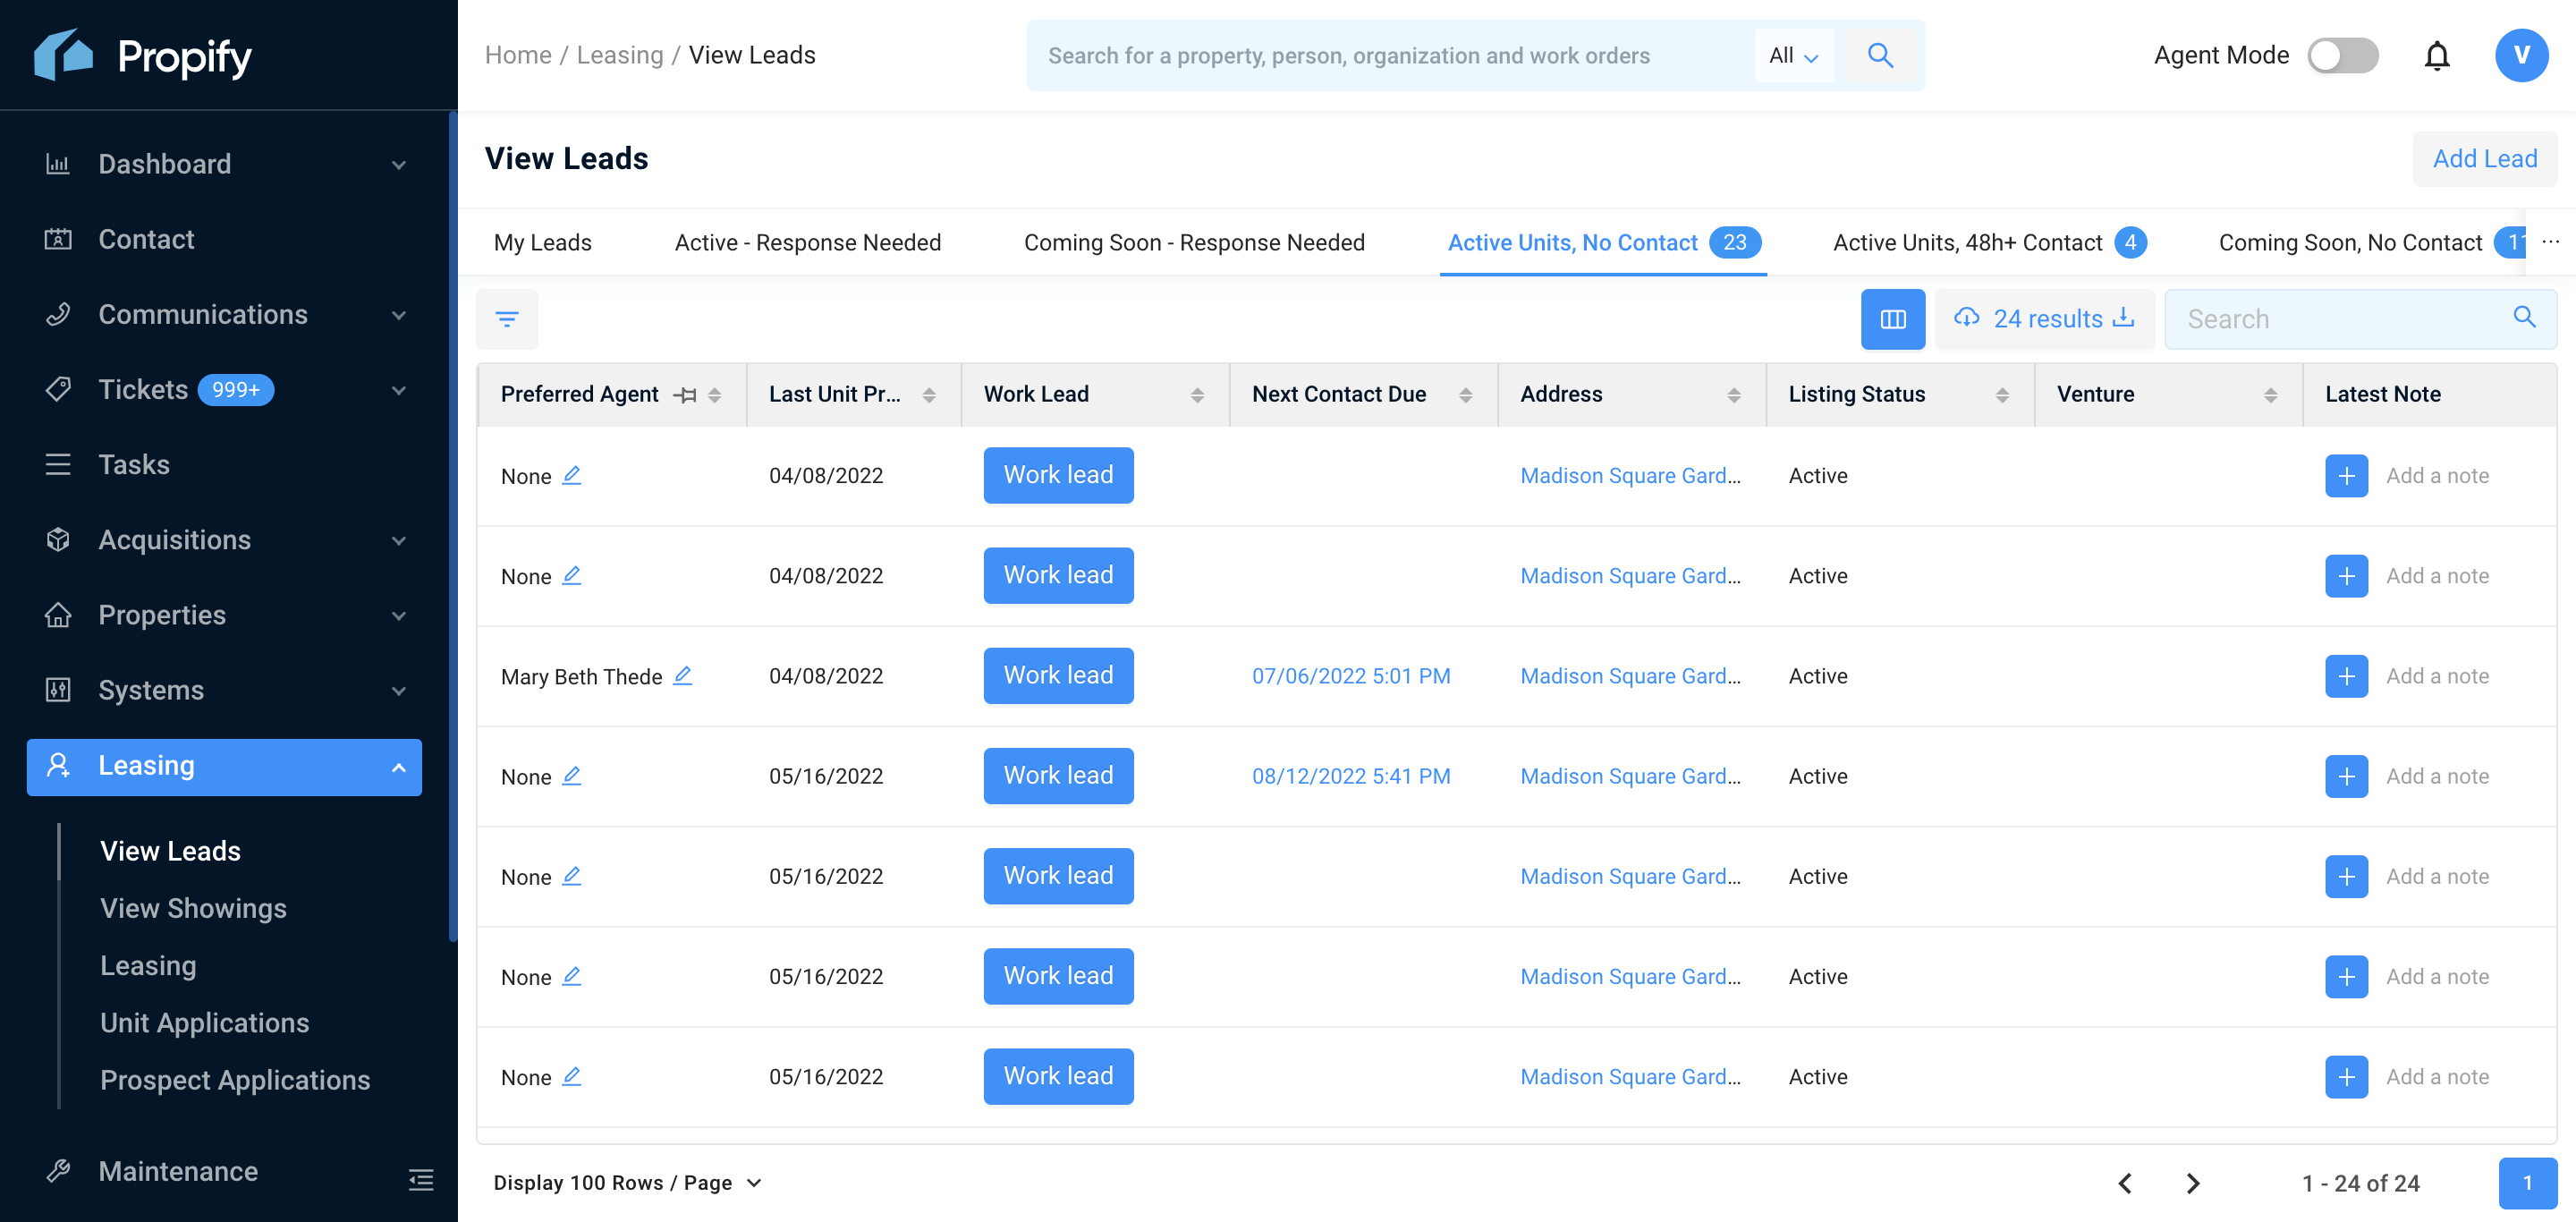 Propify
Home / Leasing / View Leads
Search for a property, person, organization and work orders
All
Agent Mode
V
Dashboard
Contact
Communications
Tickets 999+
Tasks
Acquisitions
Properties
Systems
Leasing
View Leads
View Showings
Leasing
Unit Applications
Prospect Applications
Maintenance
View Leads
Add Lead
My Leads
Active - Response Needed
Coming Soon - Response Needed
Active Units, No Contact 23
Active Units, 48h+ Contact 4
Coming Soon, No Contact
...
24 results
Search
Preferred Agent Last Unit Pr... Work Lead Next Contact Due Address Listing Status Venture Latest Note
None 04/08/2022 Work lead Madison Square Gard... Active + Add a note
None 04/08/2022 Work lead Madison Square Gard... Active + Add a note
Mary Beth Thede 04/08/2022 Work lead 07/06/2022 5:01 PM Madison Square Gard... Active + Add a note
None 05/16/2022 Work lead 08/12/2022 5:41 PM Madison Square Gard... Active + Add a note
None 05/16/2022 Work lead Madison Square Gard... Active + Add a note
None 05/16/2022 Work lead Madison Square Gard... Active + Add a note
None 05/16/2022 Work lead Madison Square Gard... Active + Add a note
Display 100 Rows / Page
1 - 24 of 24
1